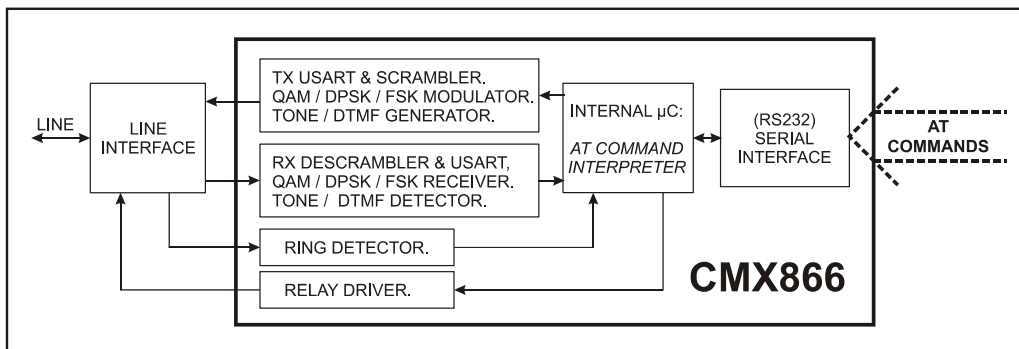 LINE
LINE
INTERFACE
TX USART & SCRAMBLER.
QAM / DPSK / FSK MODULATOR.
TONE / DTMF GENERATOR.
RX DESCRAMBLER & USART,
QAM / DPSK / FSK RECEIVER.
TONE / DTMF DETECTOR.
RING DETECTOR.
RELAY DRIVER.
INTERNAL µC:
AT COMMAND
INTERPRETER
(RS232)
SERIAL
INTERFACE
AT
COMMANDS
CMX866